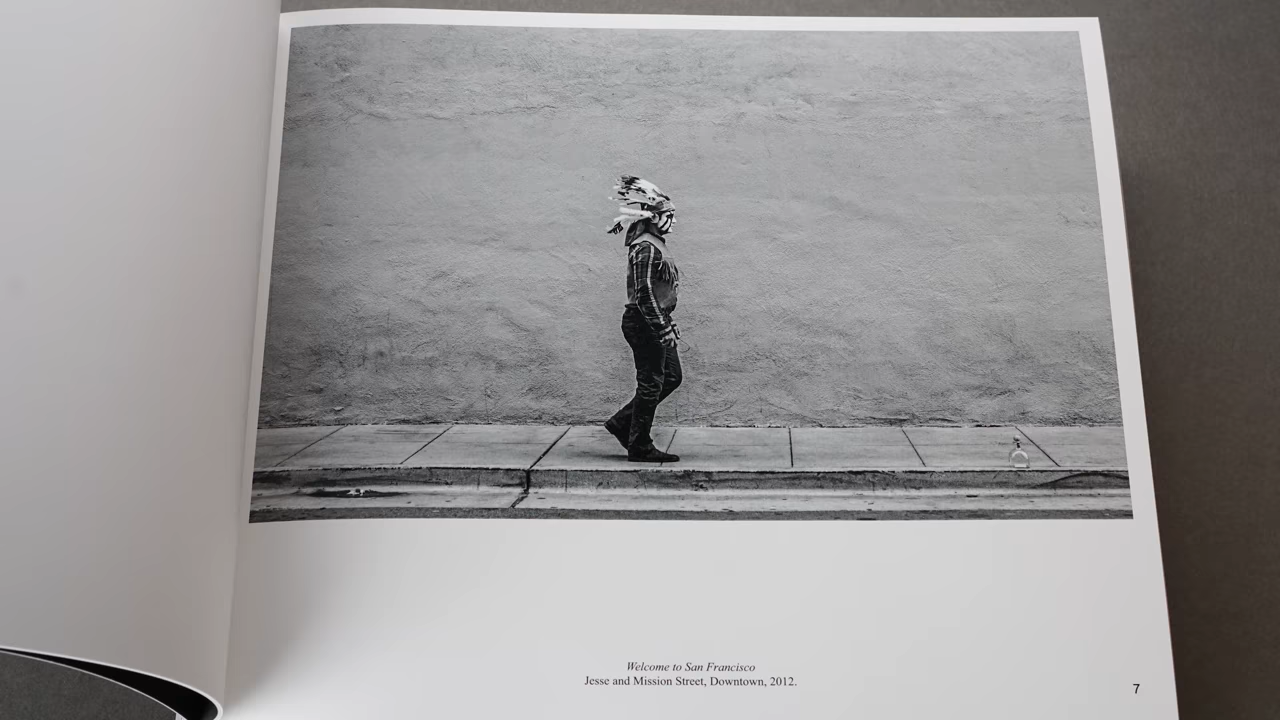 Welcome to San Francisco
Jesse and Mission Street, Downtown, 2012.
7